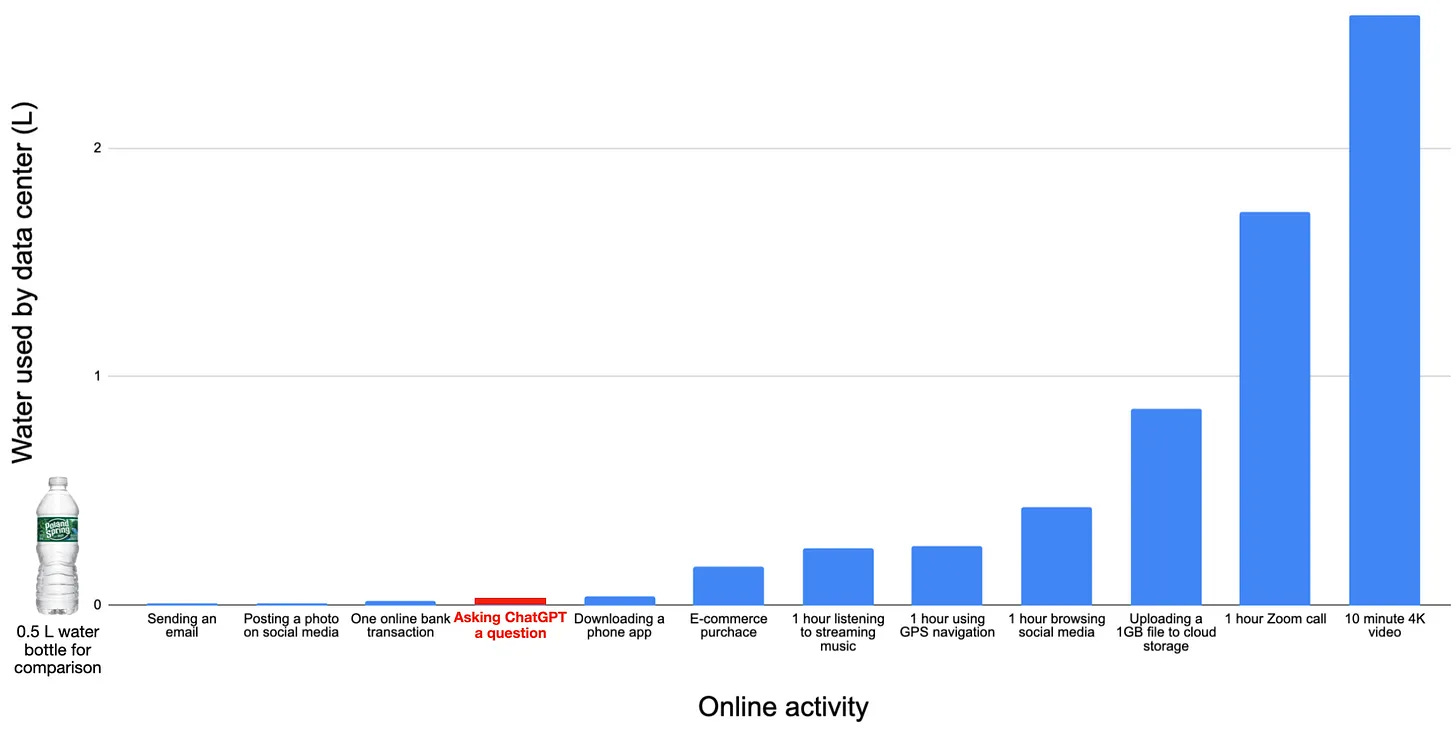 Water used by data center (L)
2
1
0
Poland
Spring
0.5 L water
bottle for
comparison
Sending an
email
Posting a photo
on social media
One online bank
transaction
Asking ChatGPT
a question
Downloading a
phone app
E-commerce
purchace
1 hour listening
to streaming
music
1 hour using
GPS navigation
1 hour browsing
social media
Uploading a
1GB file to cloud
storage
1 hour Zoom call
10 minute 4K
video
Online activity